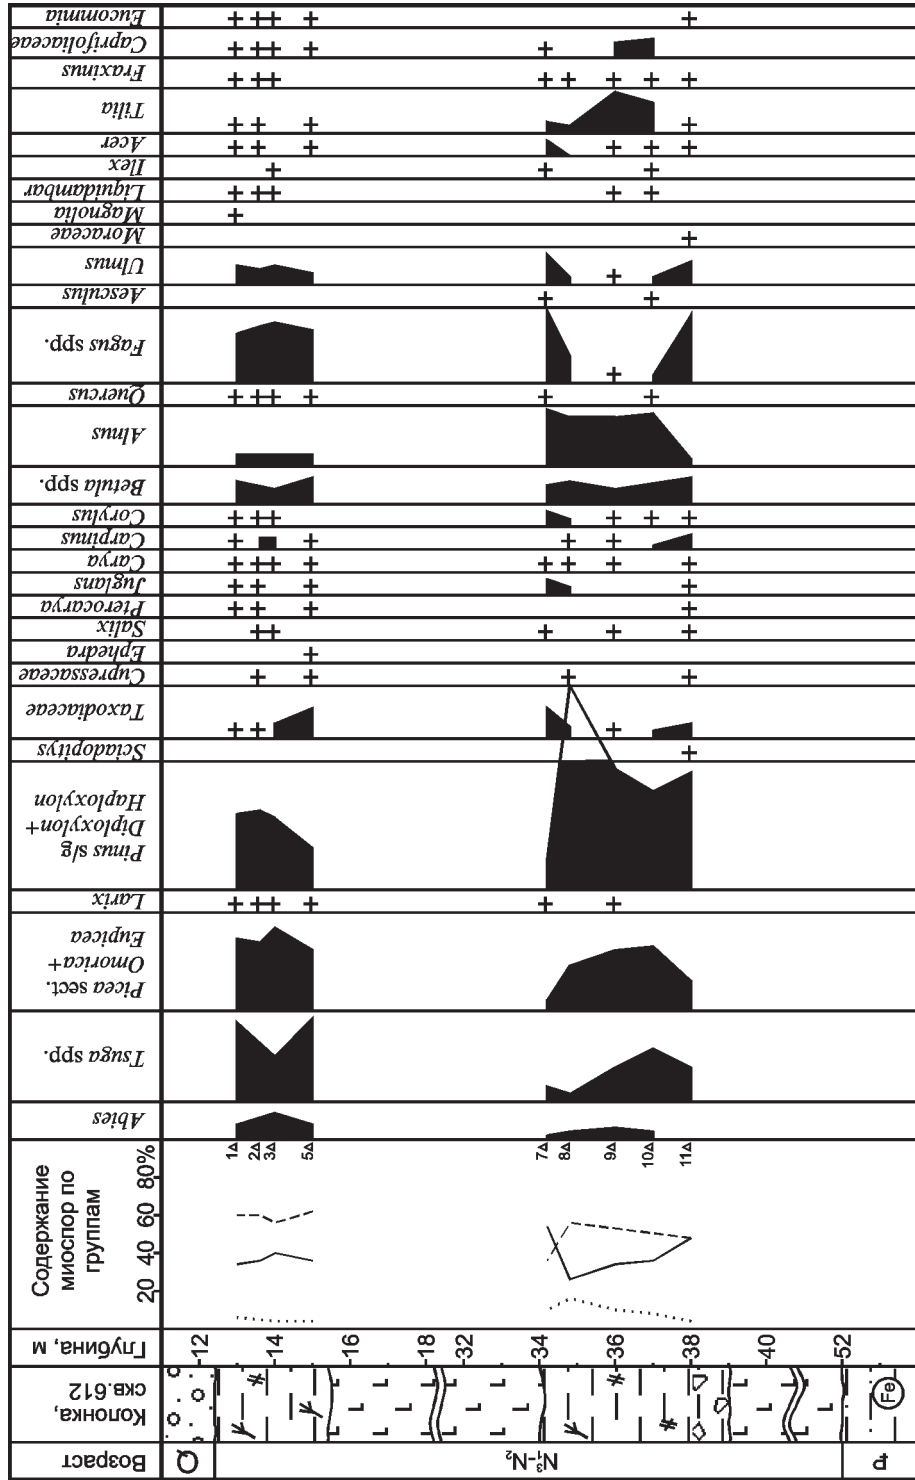 Возраст
Колонка,
скв.612
Глубина, м
Содержание
миоспор по
группам
20 40 60 80%
Abies
Tsuga spp.
Picea sect.
Omorica+
Eupicea
Larix
Pinus s/g
Diploxylon+
Haploxylon
Sciadopitys
Taxodiaceae
Cupressaceae
Ephedra
Salix
Pterocarya
Juglans
Carya
Carpinus
Corylus
Betula spp.
Alnus
Quercus
Fagus spp.
Aesculus
Ulmus
Moraceae
Magnolia
Liquidambar
Ilex
Acer
Tilia
Fraxinus
Caprifoliaceae
Eucommia
Q
N₁³-N₂
₽
Fe
12
14
16
18
32
34
36
38
40
52
1
2
3
5
7
8
9
10
11